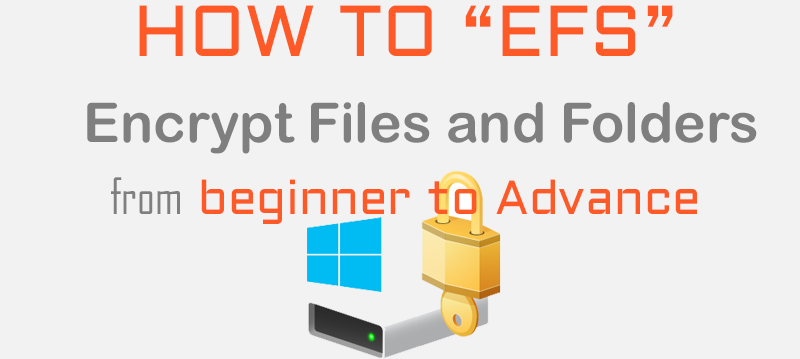 HOW TO “EFS”
Encrypt Files and Folders
from beginner to Advance